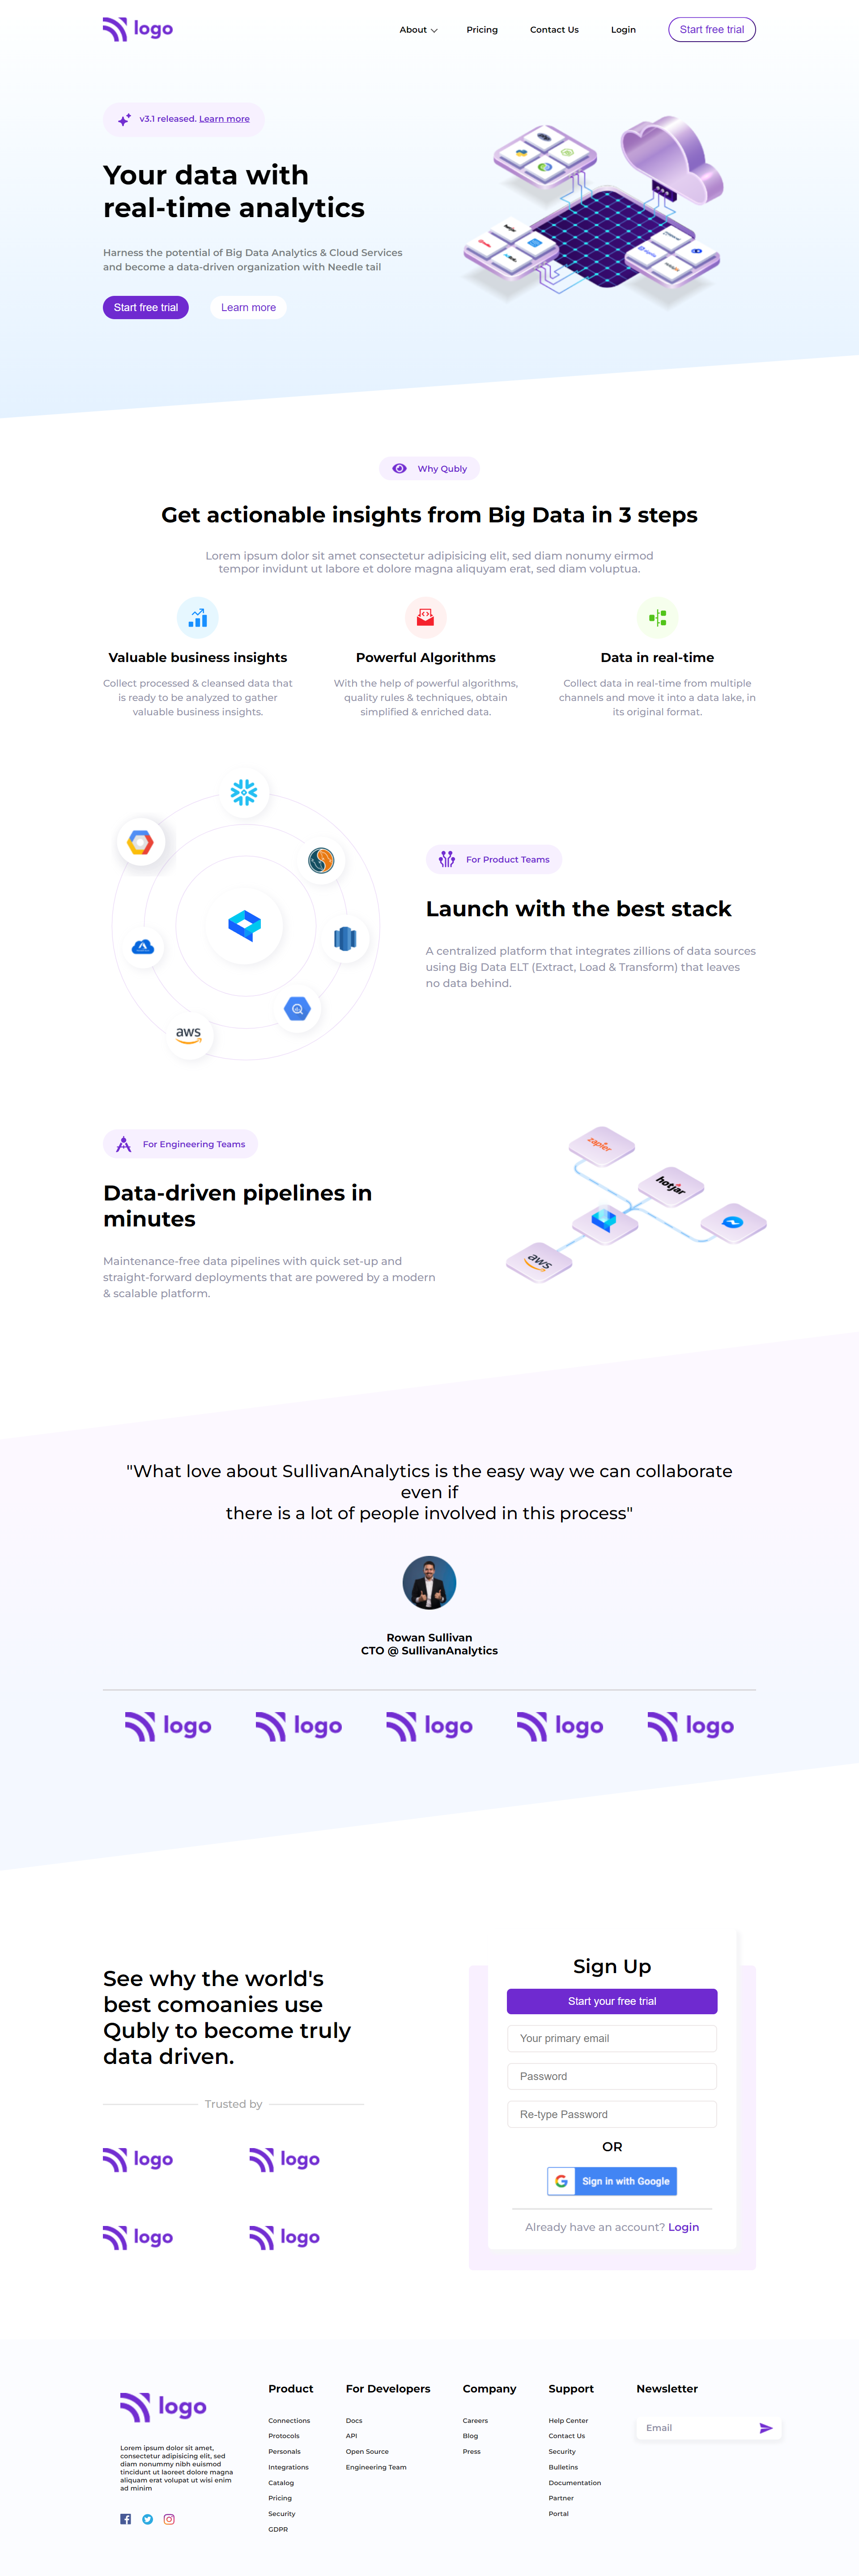 logo
About
Pricing
Contact Us
Login
Start free trial
v3.1 released. Learn more
Your data with
real-time analytics
Harness the potential of Big Data Analytics & Cloud Services
and become a data-driven organization with Needle tail
Start free trial
Learn more
Why Qubly
Get actionable insights from Big Data in 3 steps
Lorem ipsum dolor sit amet consectetur adipisicing elit, sed diam nonumy eirmod
tempor invidunt ut labore et dolore magna aliquyam erat, sed diam voluptua.
Valuable business insights
Collect processed & cleansed data that
is ready to be analyzed to gather
valuable business insights.
Powerful Algorithms
With the help of powerful algorithms,
quality rules & techniques, obtain
simplified & enriched data.
Data in real-time
Collect data in real-time from multiple
channels and move it into a data lake, in
its original format.
aws
For Product Teams
Launch with the best stack
A centralized platform that integrates zillions of data sources
using Big Data ELT (Extract, Load & Transform) that leaves
no data behind.
For Engineering Teams
Data-driven pipelines in
minutes
Maintenance-free data pipelines with quick set-up and
straight-forward deployments that are powered by a modern
& scalable platform.
zapier
hotjar
aws
"What love about SullivanAnalytics is the easy way we can collaborate
even if
there is a lot of people involved in this process"
Rowan Sullivan
CTO @ SullivanAnalytics
logo
logo
logo
logo
logo
See why the world's
best comoanies use
Qubly to become truly
data driven.
Trusted by
logo
logo
logo
logo
Sign Up
Start your free trial
Your primary email
Password
Re-type Password
OR
Sign in with Google
Already have an account? Login
logo
Lorem ipsum dolor sit amet,
consectetur adipisicing elit, sed
diam nonummy nibh euismod
tincidunt ut laoreet dolore magna
aliquam erat volupat ut wisi enim
ad minim
Product
Connections
Protocols
Personals
Integrations
Catalog
Pricing
Security
GDPR
For Developers
Docs
API
Open Source
Engineering Team
Company
Careers
Blog
Press
Support
Help Center
Contact Us
Security
Bulletins
Documentation
Partner
Portal
Newsletter
Email